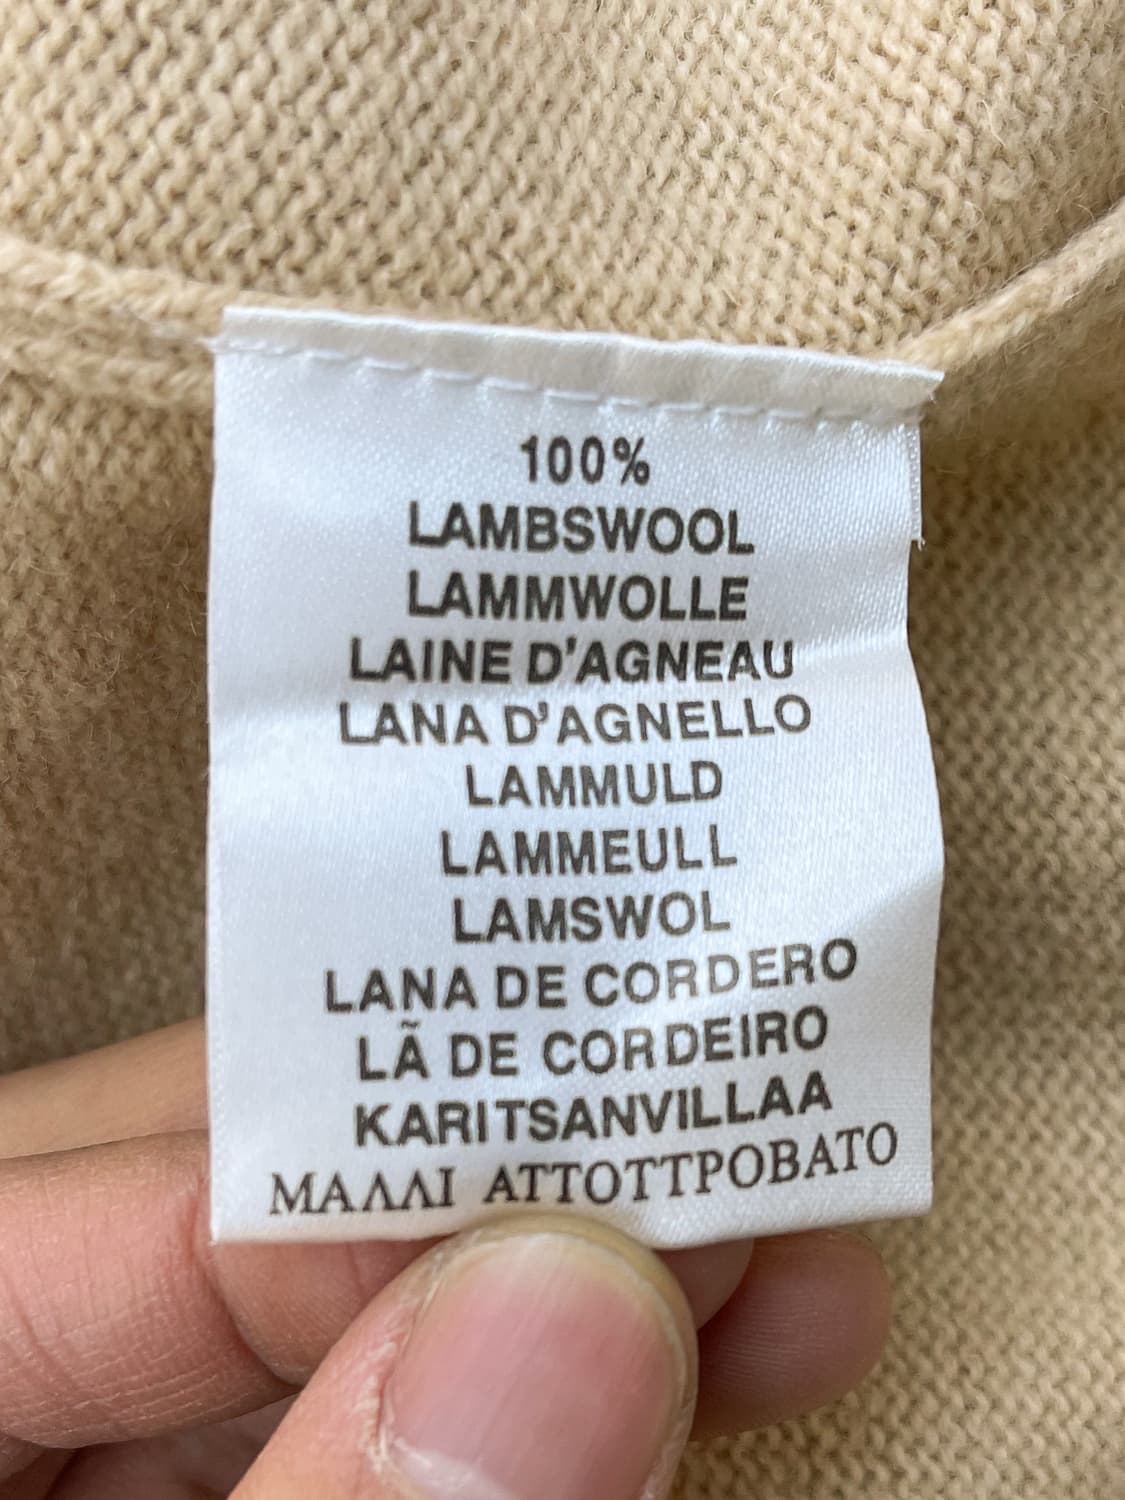 100%
LAMBSWOOL
LAMMWOLLE
LAINE D'AGNEAU
LANA D'AGNELLO
LAMMULD
LAMMEULL
LAMSWOL
LANA DE CORDERO
LÃ DE CORDEIRO
KARITSANVILLAA
ΜΑΛΛΙ ΑΤΤΟΤΤΡΟΒΑΤΟ